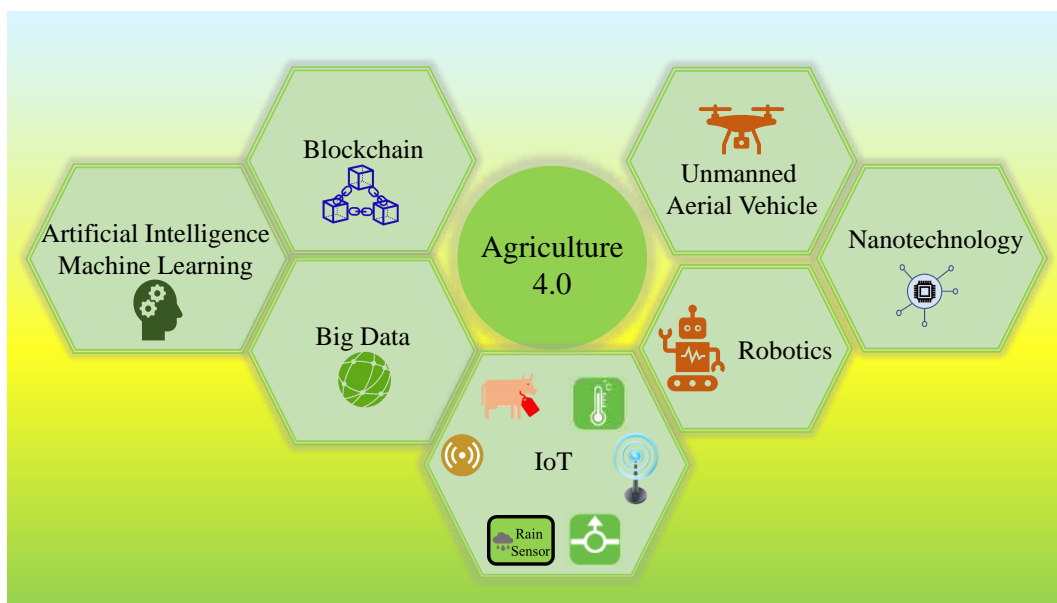 Blockchain
Artificial Intelligence
Machine Learning
Big Data
Agriculture
4.0
Unmanned
Aerial Vehicle
Nanotechnology
Robotics
°C
IoT
Rain
Sensor